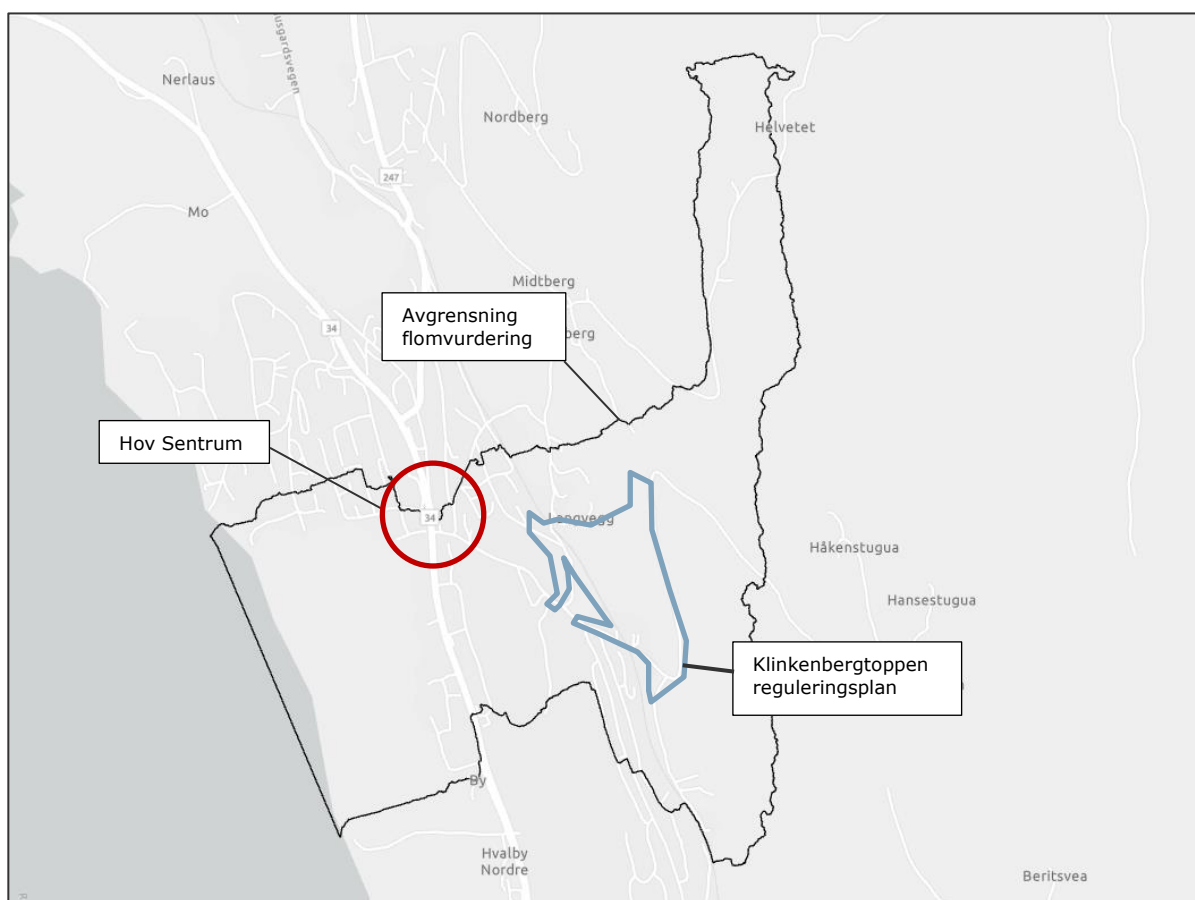 usgardsvegen
Nerlaus
Nordberg
Helvetet
247
Mo
Midtberg
Avgrensning
flomvurdering
berg
34
Hov Sentrum
34
Langvegg
Håkenstugua
Hansestugua
Klinkenbergtoppen
reguleringsplan
By
Hvalby
Nordre
Beritsvea